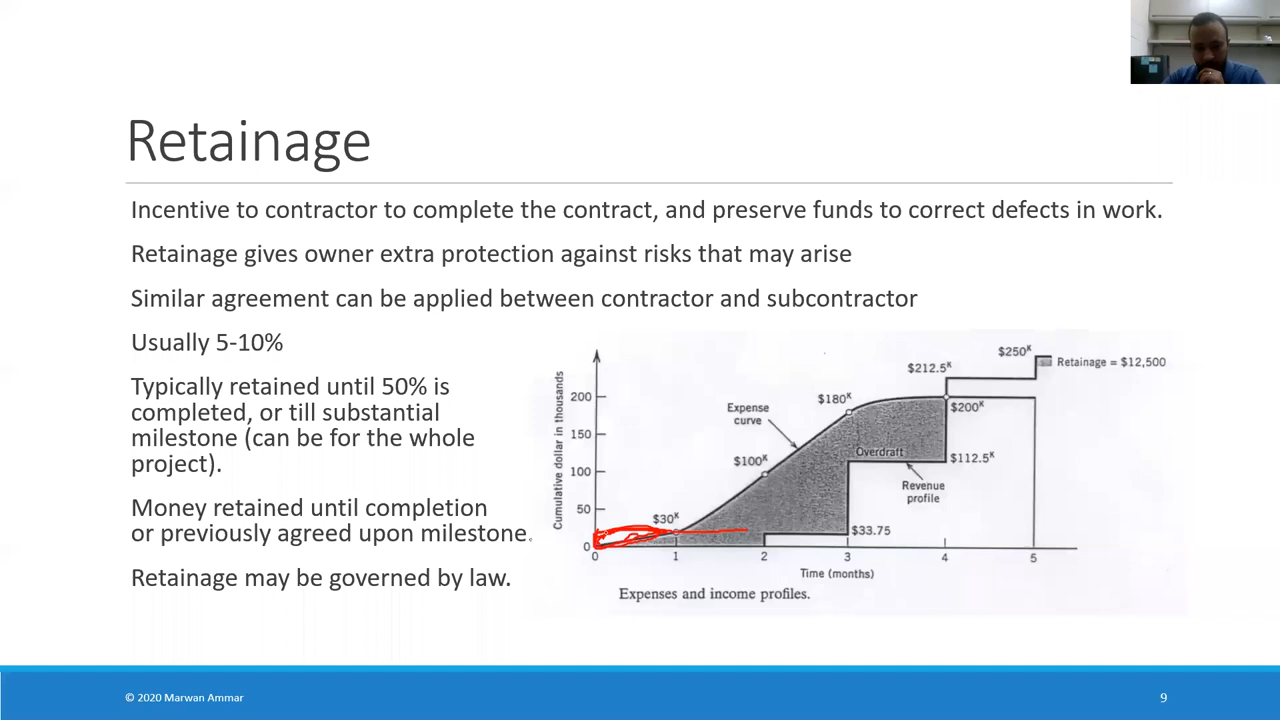 Retainage
Incentive to contractor to complete the contract, and preserve funds to correct defects in work.
Retainage gives owner extra protection against risks that may arise
Similar agreement can be applied between contractor and subcontractor
Usually 5-10%
Typically retained until 50% is
completed, or till substantial
milestone (can be for the whole
project).
Money retained until completion
or previously agreed upon milestone.
Retainage may be governed by law.
Cumulative dollar in thousands
200
150
100
50
0
0 1 2 3 4 5
Time (months)
$30K
$100K
Expense
curve
$180K
$212.5K
$250K
Retainage = $12,500
$200K
Overdraft
$112.5K
Revenue
profile
$33.75
Expenses and income profiles.
© 2020 Marwan Ammar
9